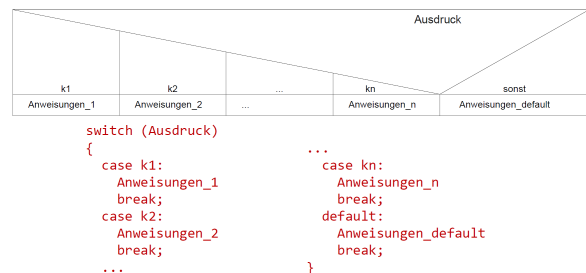 Ausdruck
k1 k2 ... kn sonst
Anweisungen_1 Anweisungen_2 ... Anweisungen_n Anweisungen_default
switch (Ausdruck)
{
case k1:
Anweisungen_1
break;
case k2:
Anweisungen_2
break;
...
...
case kn:
Anweisungen_n
break;
default:
Anweisungen_default
break;
}